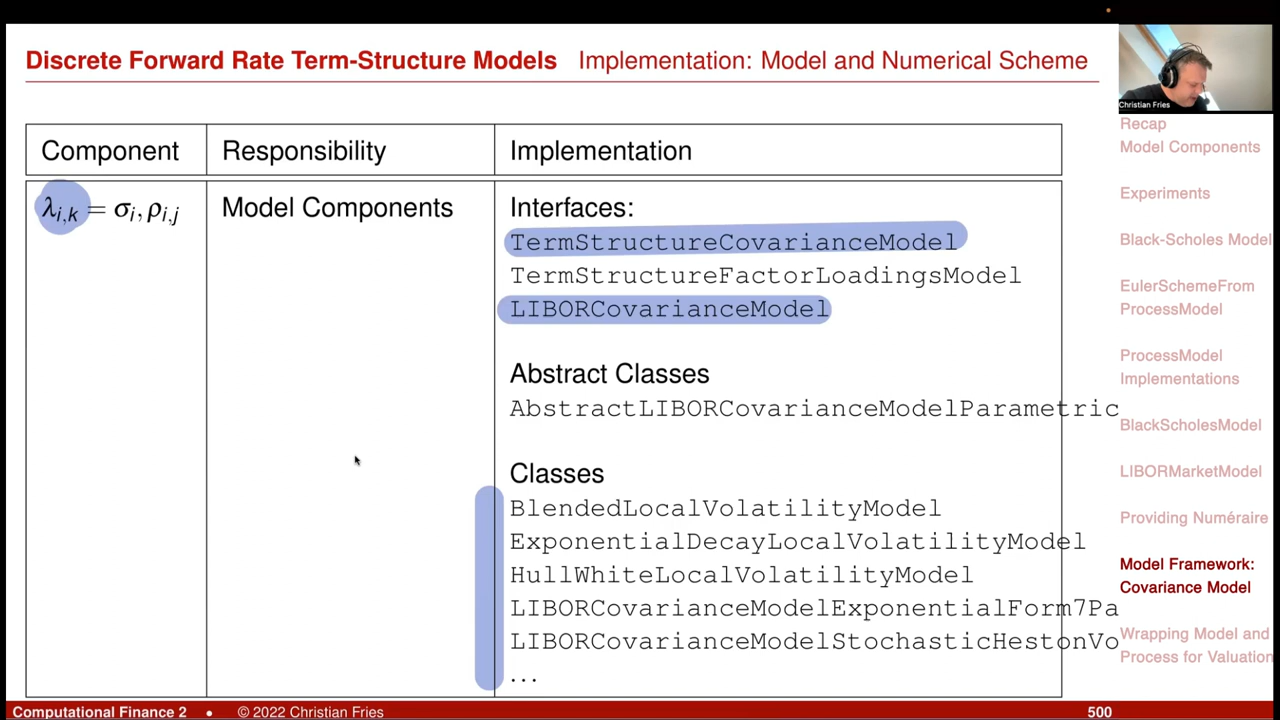 Discrete Forward Rate Term-Structure Models Implementation: Model and Numerical Scheme
Christian Fries
Component Responsibility Implementation
λi,k = σi, ρi,j Model Components Interfaces:
TermStructureCovarianceModel
TermStructureFactorLoadingsModel
LIBORCovarianceModel
Abstract Classes
AbstractLIBORCovarianceModelParametric
Classes
BlendedLocalVolatilityModel
ExponentialDecayLocalVolatilityModel
HullWhiteLocalVolatilityModel
LIBORCovarianceModelExponentialForm7Pa
LIBORCovarianceModelStochasticHestonVo
...
Recap
Model Components
Experiments
Black-Scholes Model
EulerSchemeFrom
ProcessModel
ProcessModel
Implementations
BlackScholesModel
LIBORMarketModel
Providing Numéraire
Model Framework:
Covariance Model
Wrapping Model and
Process for Valuation
Computational Finance 2 • © 2022 Christian Fries 500